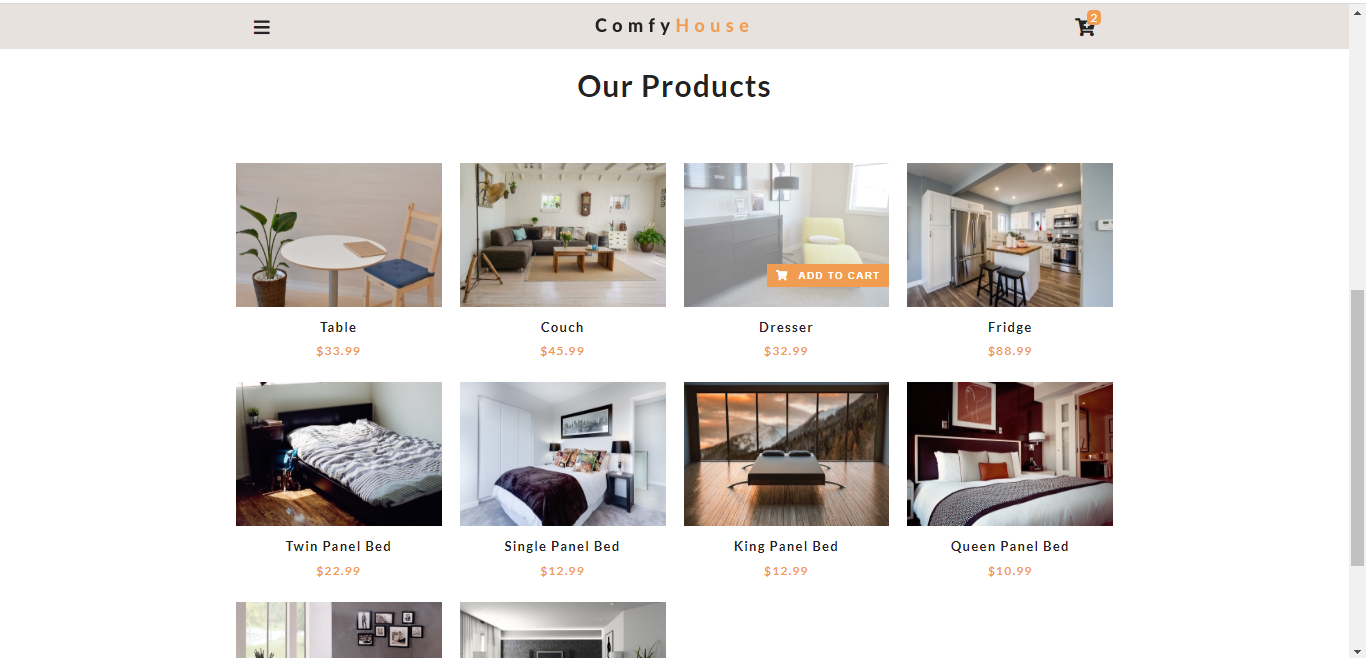 ComfyHouse
2
Our Products
ADD TO CART
Table
Couch
Dresser
Fridge
$33.99
$45.99
$32.99
$88.99
Twin Panel Bed
Single Panel Bed
King Panel Bed
Queen Panel Bed
$22.99
$12.99
$12.99
$10.99